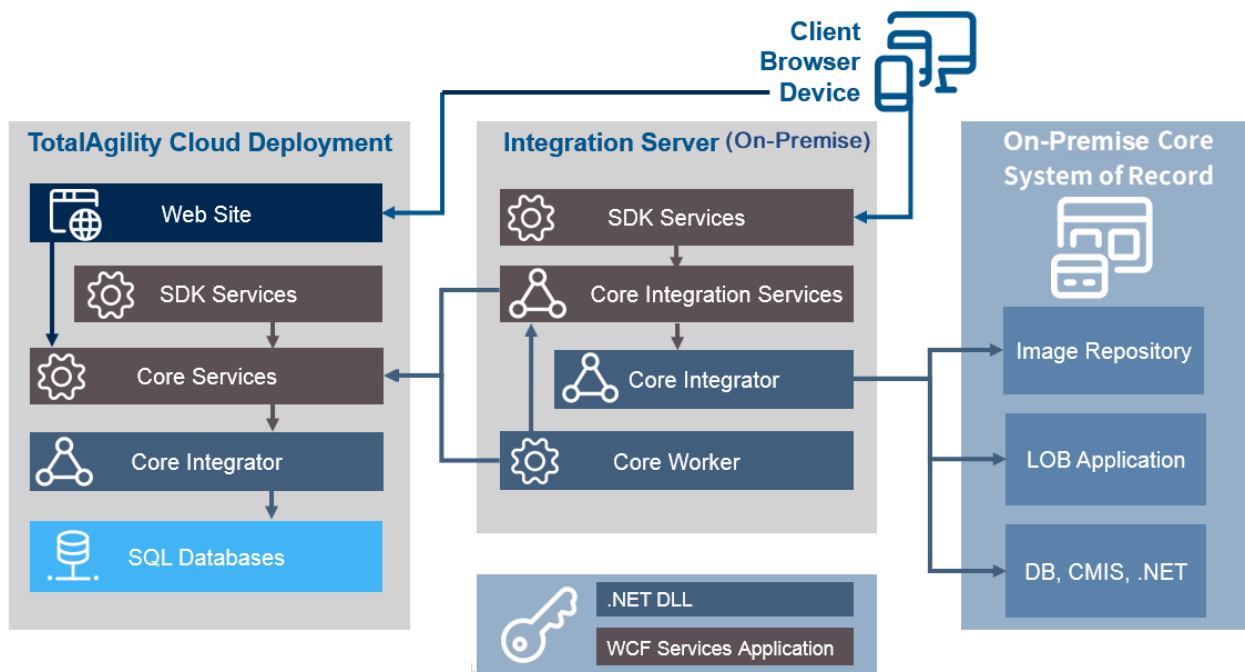 Client
Browser
Device
TotalAgility Cloud Deployment
Web Site
SDK Services
Core Services
Core Integrator
SQL Databases
Integration Server (On-Premise)
SDK Services
Core Integration Services
Core Integrator
Core Worker
On-Premise Core
System of Record
Image Repository
LOB Application
DB, CMIS, .NET
.NET DLL
WCF Services Application